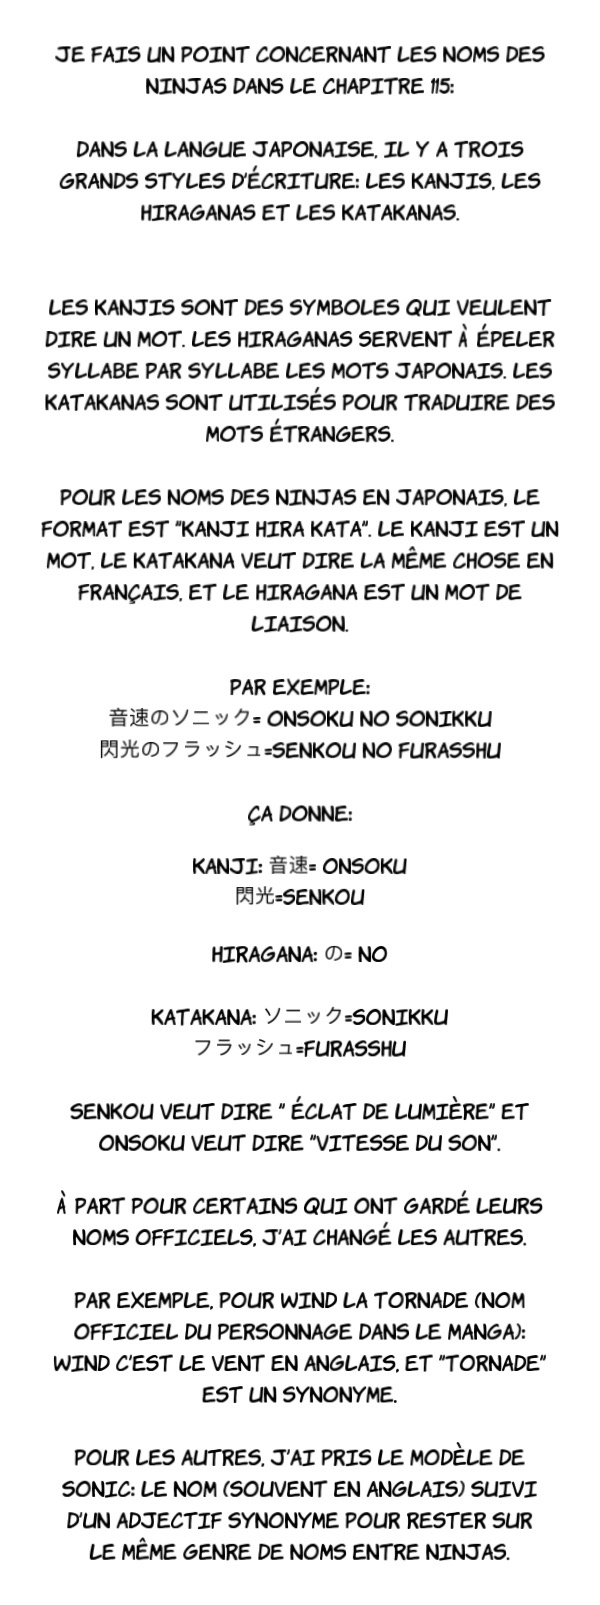 JE FAIS UN POINT CONCERNANT LES NOMS DES
NINJAS DANS LE CHAPITRE 115:
DANS LA LANGUE JAPONAISE, IL Y A TROIS
GRANDS STYLES D'ÉCRITURE: LES KANJIS, LES
HIRAGANAS ET LES KATAKANAS.
LES KANJIS SONT DES SYMBOLES QUI VEULENT
DIRE UN MOT. LES HIRAGANAS SERVENT À ÉPELER
SYLLABE PAR SYLLABE LES MOTS JAPONAIS. LES
KATAKANAS SONT UTILISÉS POUR TRADUIRE DES
MOTS ÉTRANGERS.
POUR LES NOMS DES NINJAS EN JAPONAIS, LE
FORMAT EST "KANJI HIRA KATA". LE KANJI EST UN
MOT, LE KATAKANA VEUT DIRE LA MÊME CHOSE EN
FRANÇAIS, ET LE HIRAGANA EST UN MOT DE
LIAISON.
PAR EXEMPLE:
音速のソニック= ONSOKU NO SONIKKU
閃光のフラッシュ=SENKOU NO FURASSHU
ÇA DONNE:
KANJI: 音速= ONSOKU
閃光=SENKOU
HIRAGANA: の= NO
KATAKANA: ソニック=SONIKKU
フラッシュ=FURASSHU
SENKOU VEUT DIRE " ÉCLAT DE LUMIÈRE" ET
ONSOKU VEUT DIRE "VITESSE DU SON".
À PART POUR CERTAINS QUI ONT GARDÉ LEURS
NOMS OFFICIELS, J'AI CHANGÉ LES AUTRES.
PAR EXEMPLE, POUR WIND LA TORNADE (NOM
OFFICIEL DU PERSONNAGE DANS LE MANGA):
WIND C'EST LE VENT EN ANGLAIS, ET "TORNADE"
EST UN SYNONYME.
POUR LES AUTRES, J'AI PRIS LE MODÈLE DE
SONIC: LE NOM (SOUVENT EN ANGLAIS) SUIVI
D'UN ADJECTIF SYNONYME POUR RESTER SUR
LE MÊME GENRE DE NOMS ENTRE NINJAS.